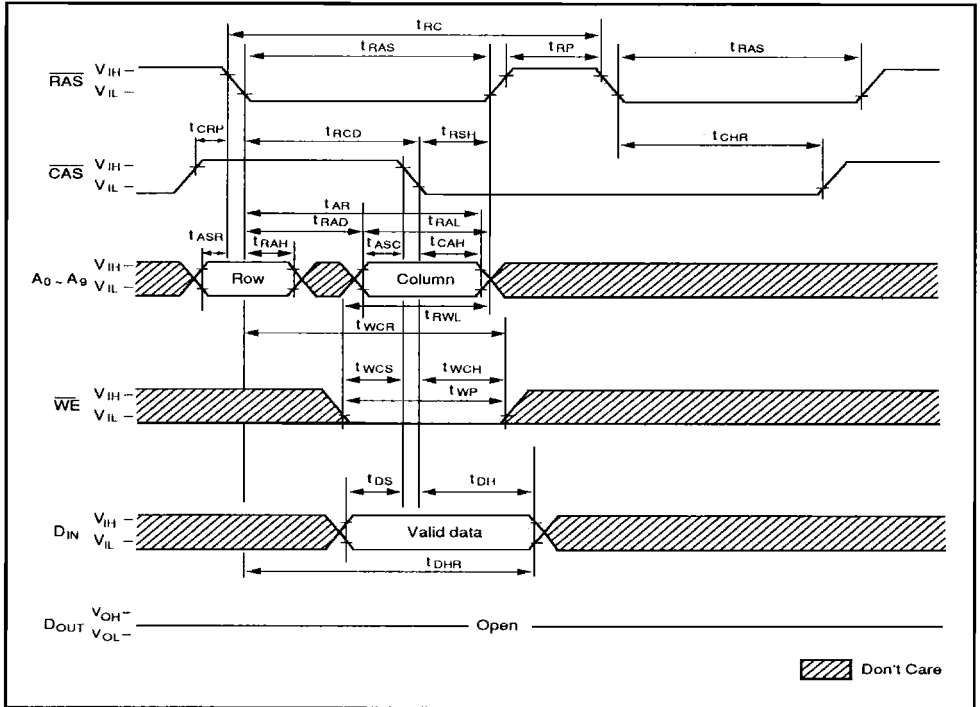 tRC
tRAS
tRP
tRAS
RAS
VIH
VIL
tCRP
tRCD
tRSH
tCHR
CAS
VIH
VIL
tAR
tRAD
tRAL
tASR
tRAH
tASC
tCAH
A0 ~ A9
VIH
VIL
Row
Column
tRWL
tWCR
tWCS
tWCH
tWP
WE
VIH
VIL
tDS
tDH
DIN
VIH
VIL
Valid data
tDHR
DOUT
VOH
VOL
Open
Don't Care